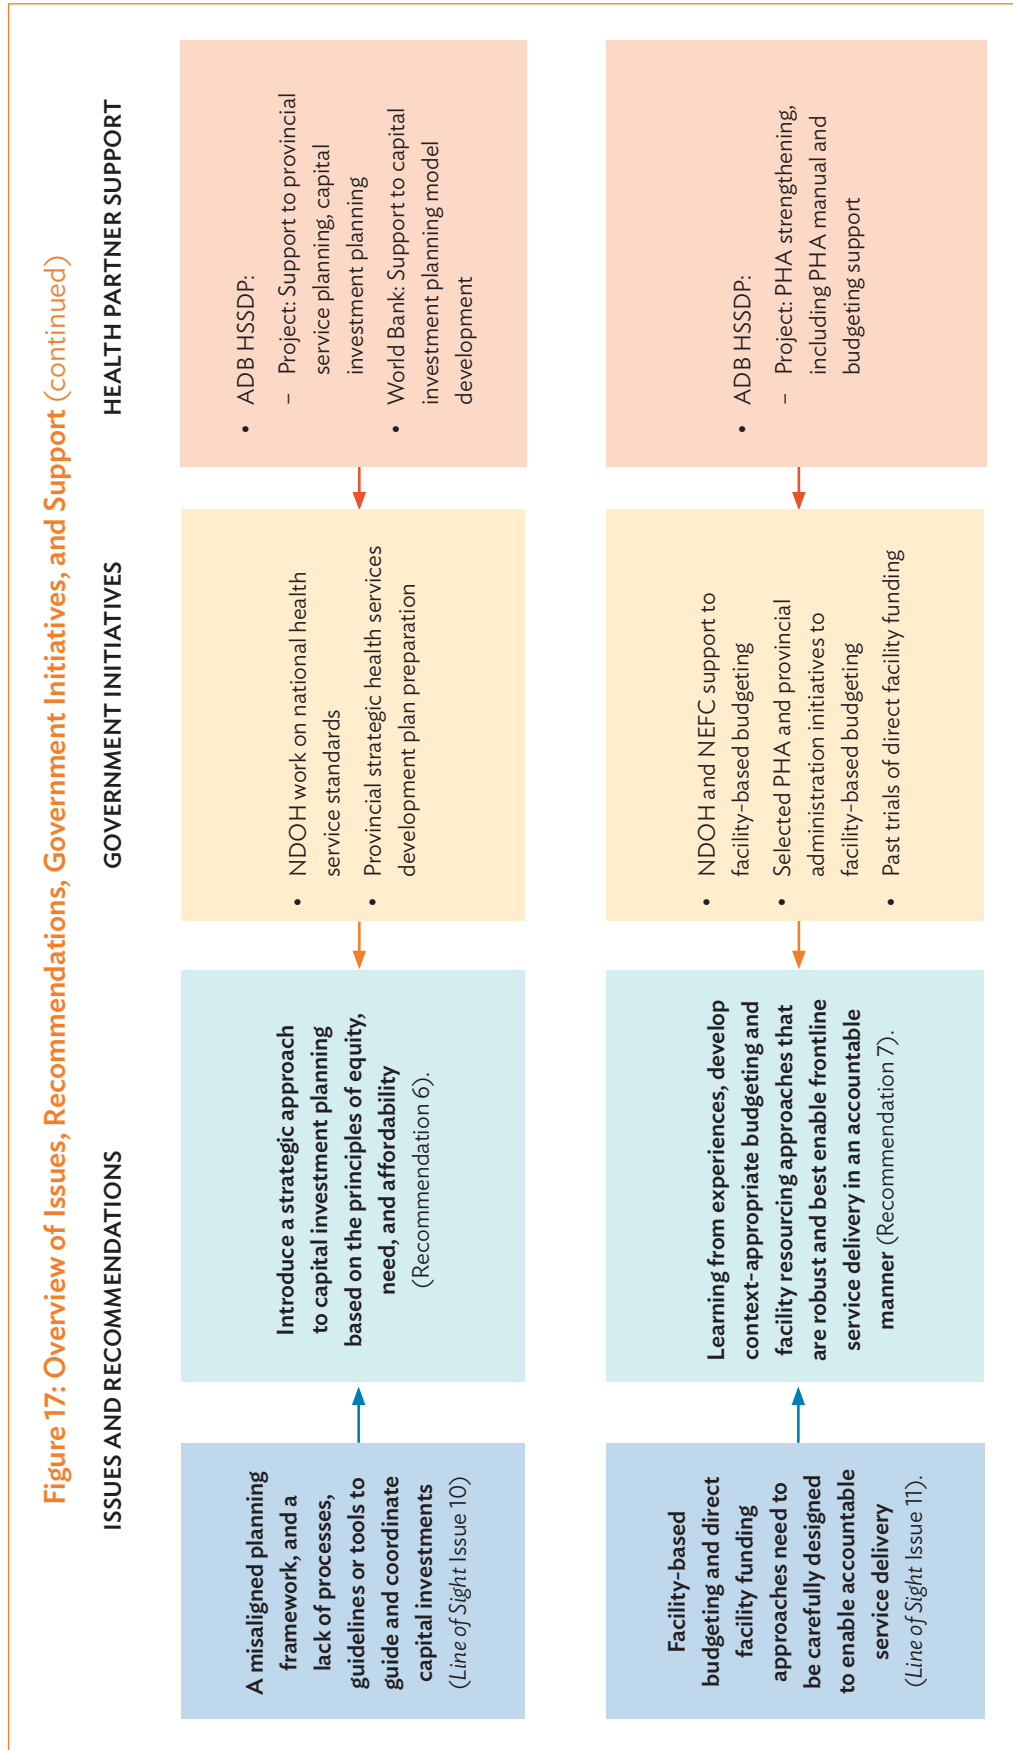 Figure 17: Overview of Issues, Recommendations, Government Initiatives, and Support (continued)
ISSUES AND RECOMMENDATIONS
GOVERNMENT INITIATIVES
HEALTH PARTNER SUPPORT
A misaligned planning
framework, and a
lack of processes,
guidelines or tools to
guide and coordinate
capital investments
(Line of Sight Issue 10)
Introduce a strategic approach
to capital investment planning
based on the principles of equity,
need, and affordability
(Recommendation 6).
• NDOH work on national health
service standards
• Provincial strategic health services
development plan preparation
• ADB HSSDP:
– Project: Support to provincial
service planning, capital
investment planning
• World Bank: Support to capital
investment planning model
development
Facility-based
budgeting and direct
facility funding
approaches need to
be carefully designed
to enable accountable
service delivery
(Line of Sight Issue 11).
Learning from experiences, develop
context-appropriate budgeting and
facility resourcing approaches that
are robust and best enable frontline
service delivery in an accountable
manner (Recommendation 7).
• NDOH and NEFC support to
facility-based budgeting
• Selected PHA and provincial
administration initiatives to
facility-based budgeting
• Past trials of direct facility funding
• ADB HSSDP:
– Project: PHA strengthening,
including PHA manual and
budgeting support